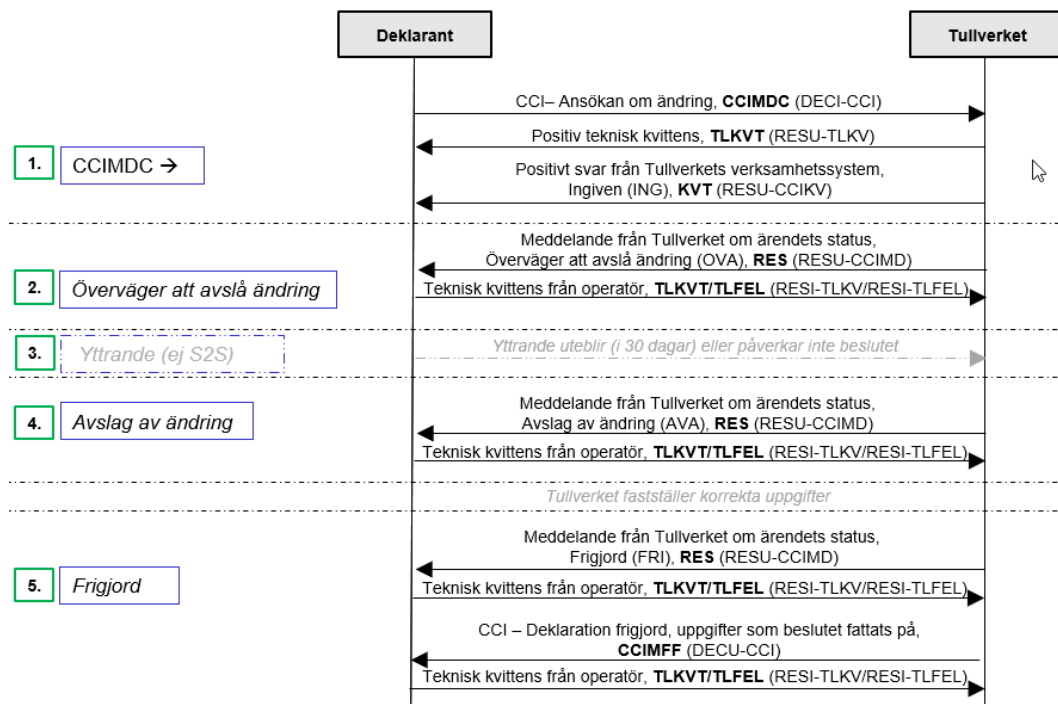 Deklarant
Tullverket
CCI– Ansökan om ändring, CCIMDC (DECI-CCI)
Positiv teknisk kvittens, TLKVT (RESU-TLKV)
1.
CCIMDC →
Positivt svar från Tullverkets verksamhetssystem,
Ingiven (ING), KVT (RESU-CCIKV)
Meddelande från Tullverket om ärendets status,
Överväger att avslå ändring (OVA), RES (RESU-CCIMD)
2.
Överväger att avslå ändring
Teknisk kvittens från operatör, TLKVT/TLFEL (RESI-TLKV/RESI-TLFEL)
3.
Yttrande (ej S2S)
Yttrande uteblir (i 30 dagar) eller påverkar inte beslutet
Meddelande från Tullverket om ärendets status,
Avslag av ändring (AVA), RES (RESU-CCIMD)
4.
Avslag av ändring
Teknisk kvittens från operatör, TLKVT/TLFEL (RESI-TLKV/RESI-TLFEL)
Tullverket fastställer korrekta uppgifter
Meddelande från Tullverket om ärendets status,
Frigjord (FRI), RES (RESU-CCIMD)
5.
Frigjord
Teknisk kvittens från operatör, TLKVT/TLFEL (RESI-TLKV/RESI-TLFEL)
CCI – Deklaration frigjord, uppgifter som beslutet fattats på,
CCIMFF (DECU-CCI)
Teknisk kvittens från operatör, TLKVT/TLFEL (RESI-TLKV/RESI-TLFEL)